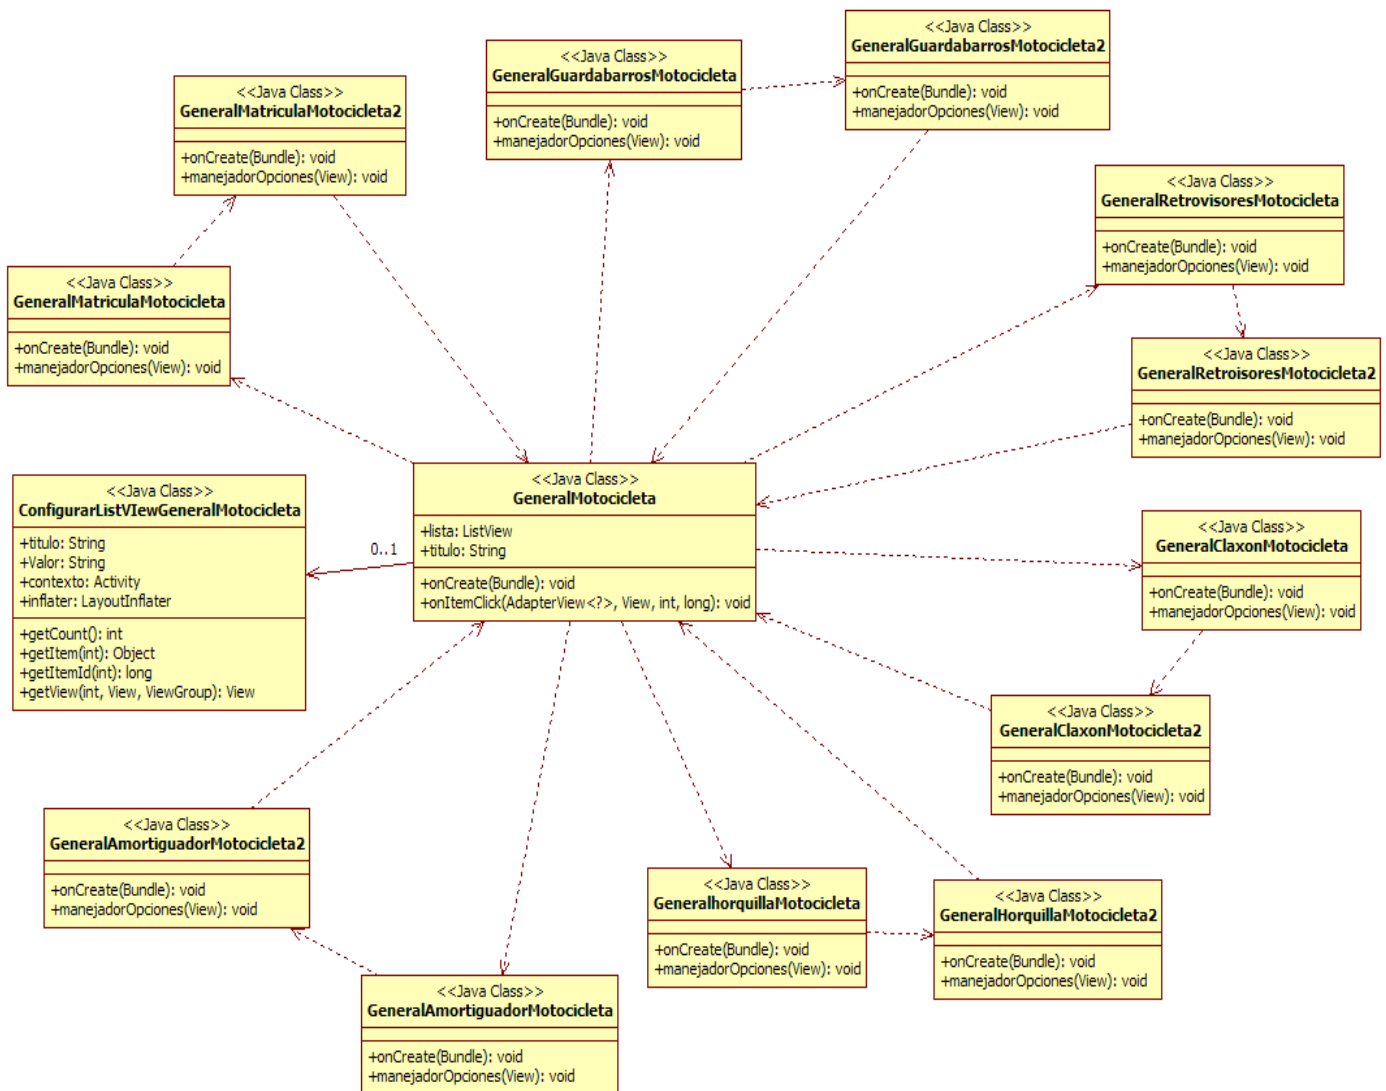 <<Java Class>>
GeneralGuardabarrosMotocicleta2
+onCreate(Bundle): void
+manejadorOpciones(View): void
<<Java Class>>
GeneralGuardabarrosMotocicleta
+onCreate(Bundle): void
+manejadorOpciones(View): void
<<Java Class>>
GeneralMatriculaMotocicleta2
+onCreate(Bundle): void
+manejadorOpciones(View): void
<<Java Class>>
GeneralRetrovisoresMotocicleta
+onCreate(Bundle): void
+manejadorOpciones(View): void
<<Java Class>>
GeneralMatriculaMotocicleta
+onCreate(Bundle): void
+manejadorOpciones(View): void
<<Java Class>>
GeneralRetroisoresMotocicleta2
+onCreate(Bundle): void
+manejadorOpciones(View): void
<<Java Class>>
GeneralMotocicleta
+lista: ListView
+titulo: String
+onCreate(Bundle): void
+onItemClick(AdapterView<?>, View, int, long): void
<<Java Class>>
ConfigurarListVIewGeneralMotocicleta
+titulo: String
+Valor: String
+contexto: Activity
+inflater: LayoutInflater
+getCount(): int
+getItem(int): Object
+getItemId(int): long
+getView(int, View, ViewGroup): View
0..1
<<Java Class>>
GeneralClaxonMotocicleta
+onCreate(Bundle): void
+manejadorOpciones(View): void
<<Java Class>>
GeneralClaxonMotocicleta2
+onCreate(Bundle): void
+manejadorOpciones(View): void
<<Java Class>>
GeneralAmortiguadorMotocicleta2
+onCreate(Bundle): void
+manejadorOpciones(View): void
<<Java Class>>
GeneralhorquillaMotocicleta
+onCreate(Bundle): void
+manejadorOpciones(View): void
<<Java Class>>
GeneralHorquillaMotocicleta2
+onCreate(Bundle): void
+manejadorOpciones(View): void
<<Java Class>>
GeneralAmortiguadorMotocicleta
+onCreate(Bundle): void
+manejadorOpciones(View): void